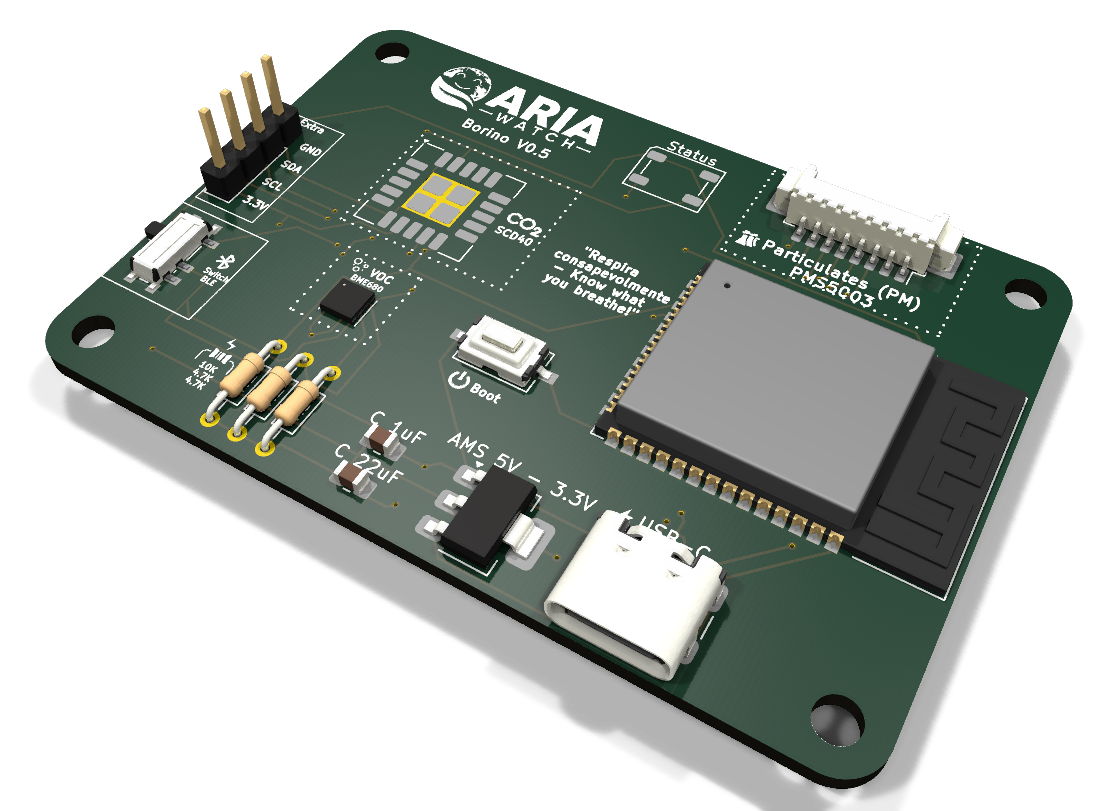 ARIA
WATCH
Borino V0.5
Status
Extra
GND
SDA
SCL
3.3V
CO2
SCD40
Particulates (PM)
PMS5003
"Respira
consapevolmente
- Know what
you breathe!"
VOC
BME680
Switch
BLE
10K
4.7K
4.7K
Boot
C 1uF
C 22uF
AMS 5V - 3.3V
USB-C